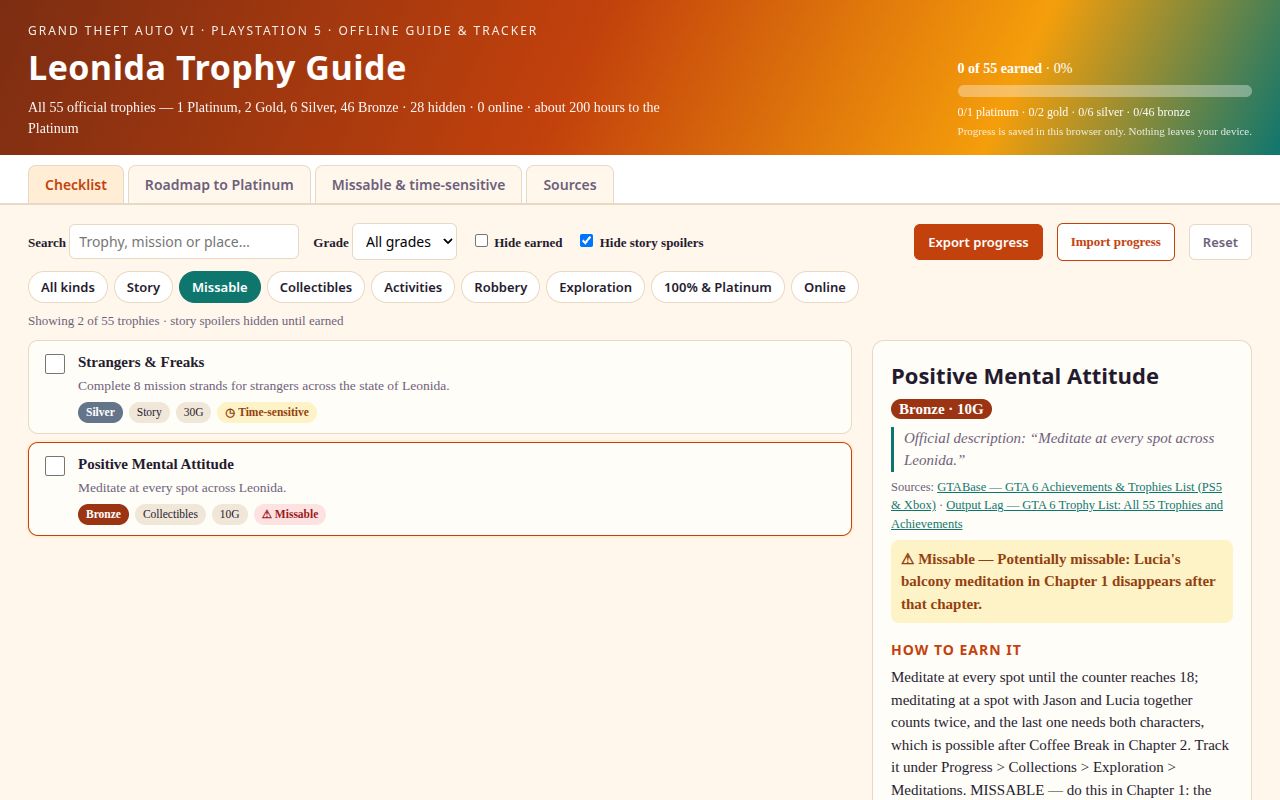 GRAND THEFT AUTO VI · PLAYSTATION 5 · OFFLINE GUIDE & TRACKER
Leonida Trophy Guide
All 55 official trophies — 1 Platinum, 2 Gold, 6 Silver, 46 Bronze · 28 hidden · 0 online · about 200 hours to the
Platinum
0 of 55 earned · 0%
0/1 platinum · 0/2 gold · 0/6 silver · 0/46 bronze
Progress is saved in this browser only. Nothing leaves your device.
Checklist
Roadmap to Platinum
Missable & time-sensitive
Sources
Search
Trophy, mission or place...
Grade
All grades
Hide earned
Hide story spoilers
Export progress
Import progress
Reset
All kinds
Story
Missable
Collectibles
Activities
Robbery
Exploration
100% & Platinum
Online
Showing 2 of 55 trophies · story spoilers hidden until earned
Strangers & Freaks
Complete 8 mission strands for strangers across the state of Leonida.
Silver
Story
30G
◷ Time-sensitive
Positive Mental Attitude
Meditate at every spot across Leonida.
Bronze
Collectibles
10G
⚠ Missable
Positive Mental Attitude
Bronze · 10G
Official description: “Meditate at every spot across
Leonida.”
Sources: GTABase — GTA 6 Achievements & Trophies List (PS5
& Xbox) · Output Lag — GTA 6 Trophy List: All 55 Trophies and
Achievements
⚠ Missable — Potentially missable: Lucia's
balcony meditation in Chapter 1 disappears after
that chapter.
HOW TO EARN IT
Meditate at every spot until the counter reaches 18;
meditating at a spot with Jason and Lucia together
counts twice, and the last one needs both characters,
which is possible after Coffee Break in Chapter 2. Track
it under Progress > Collections > Exploration >
Meditations. MISSABLE — do this in Chapter 1: the